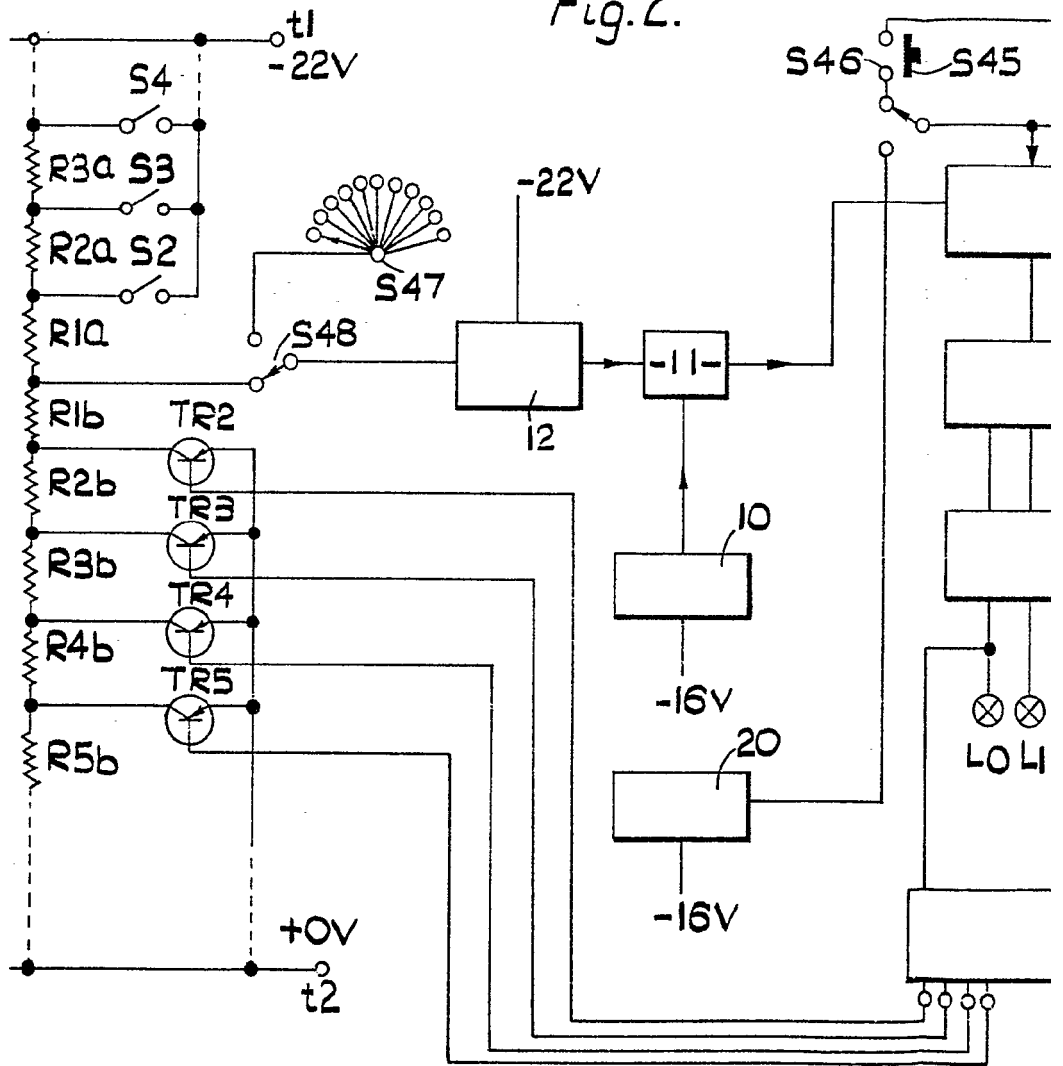 Fig. 2.
t1
-22V
S4
S46
S45
R3a
S3
-22V
R2a
S2
S47
R1a
S48
-11-
R1b
TR2
12
R2b
TR3
10
R3b
TR4
R4b
TR5
-16V
20
R5b
L0
L1
-16V
+0V
t2